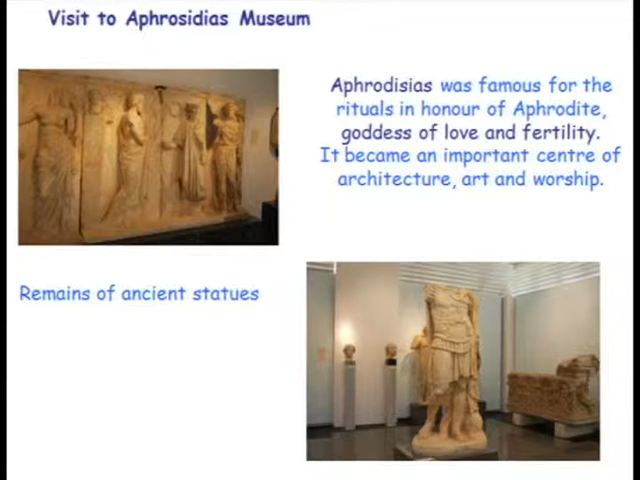 Visit to Aphrosidias Museum
Aphrodisias was famous for the
rituals in honour of Aphrodite,
goddess of love and fertility.
It became an important centre of
architecture, art and worship.
Remains of ancient statues